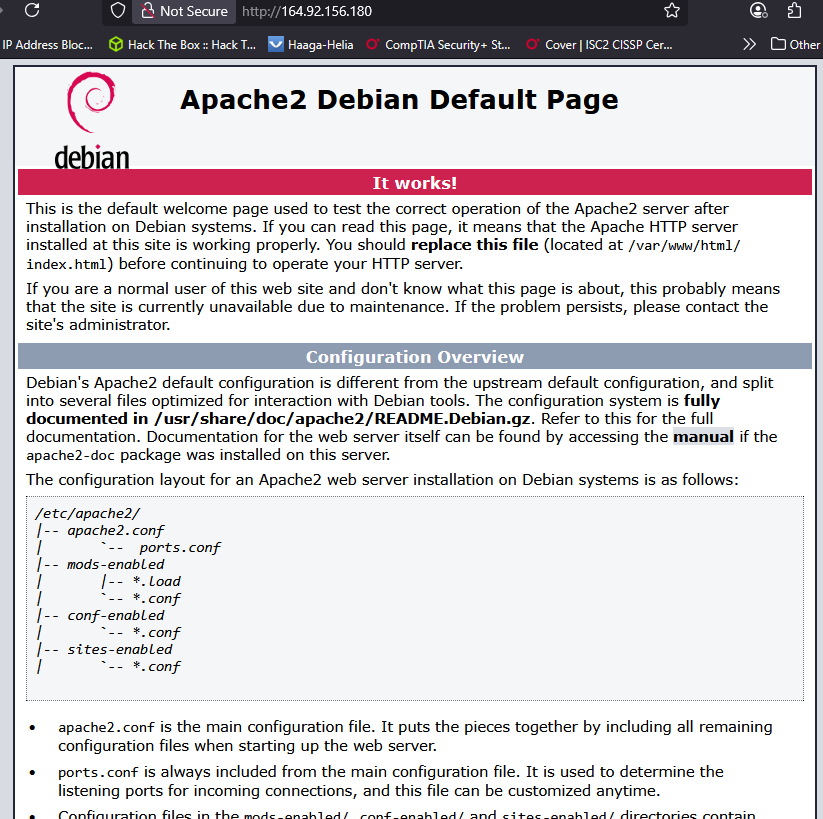 Not Secure http://164.92.156.180
IP Address Bloc... Hack The Box :: Hack T... Haaga-Helia CompTIA Security+ St... Cover | ISC2 CISSP Cer... Other
debian
Apache2 Debian Default Page
It works!
This is the default welcome page used to test the correct operation of the Apache2 server after
installation on Debian systems. If you can read this page, it means that the Apache HTTP server
installed at this site is working properly. You should replace this file (located at /var/www/html/
index.html) before continuing to operate your HTTP server.
If you are a normal user of this web site and don't know what this page is about, this probably means
that the site is currently unavailable due to maintenance. If the problem persists, please contact the
site's administrator.
Configuration Overview
Debian's Apache2 default configuration is different from the upstream default configuration, and split
into several files optimized for interaction with Debian tools. The configuration system is fully
documented in /usr/share/doc/apache2/README.Debian.gz. Refer to this for the full
documentation. Documentation for the web server itself can be found by accessing the manual if the
apache2-doc package was installed on this server.
The configuration layout for an Apache2 web server installation on Debian systems is as follows:
/etc/apache2/
|-- apache2.conf
|       `--  ports.conf
|-- mods-enabled
|       |-- *.load
|       `-- *.conf
|-- conf-enabled
|       `-- *.conf
|-- sites-enabled
|       `-- *.conf
• apache2.conf is the main configuration file. It puts the pieces together by including all remaining
configuration files when starting up the web server.
• ports.conf is always included from the main configuration file. It is used to determine the
listening ports for incoming connections, and this file can be customized anytime.
• Configuration files in the mods-enabled/, conf-enabled/ and sites-enabled/ directories contain